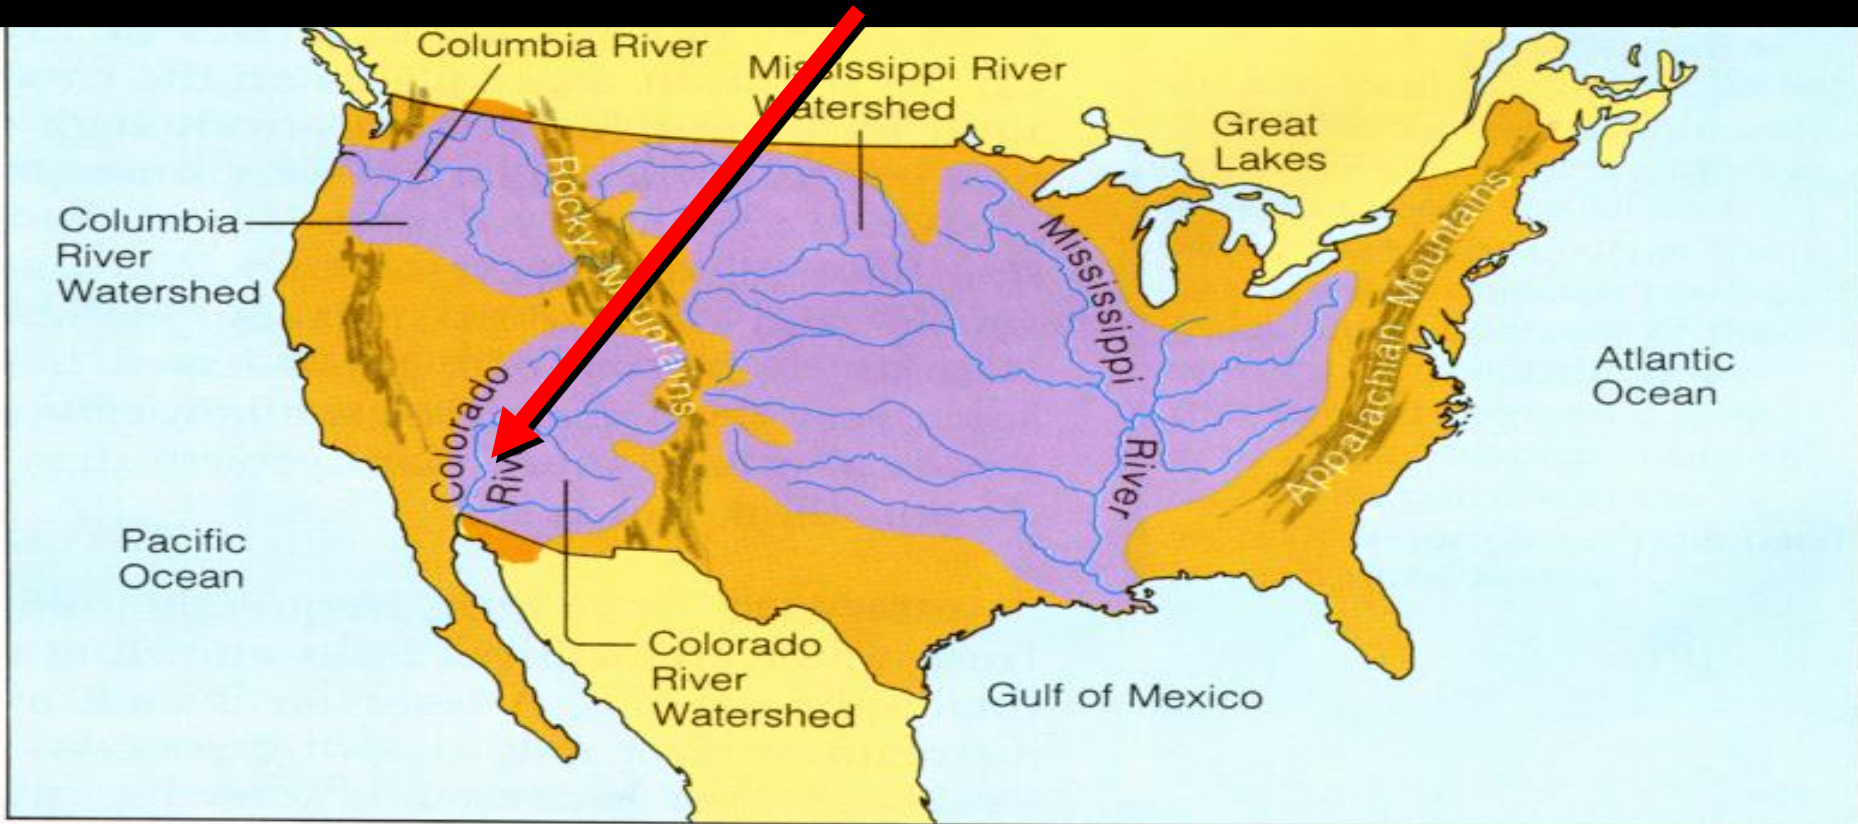 Columbia River
Mississippi River
Watershed
Great
Lakes
Columbia
River
Watershed
Rocky Mountains
Mississippi
River
Appalachian Mountains
Atlantic
Ocean
Colorado
River
Pacific
Ocean
Colorado
River
Watershed
Gulf of Mexico